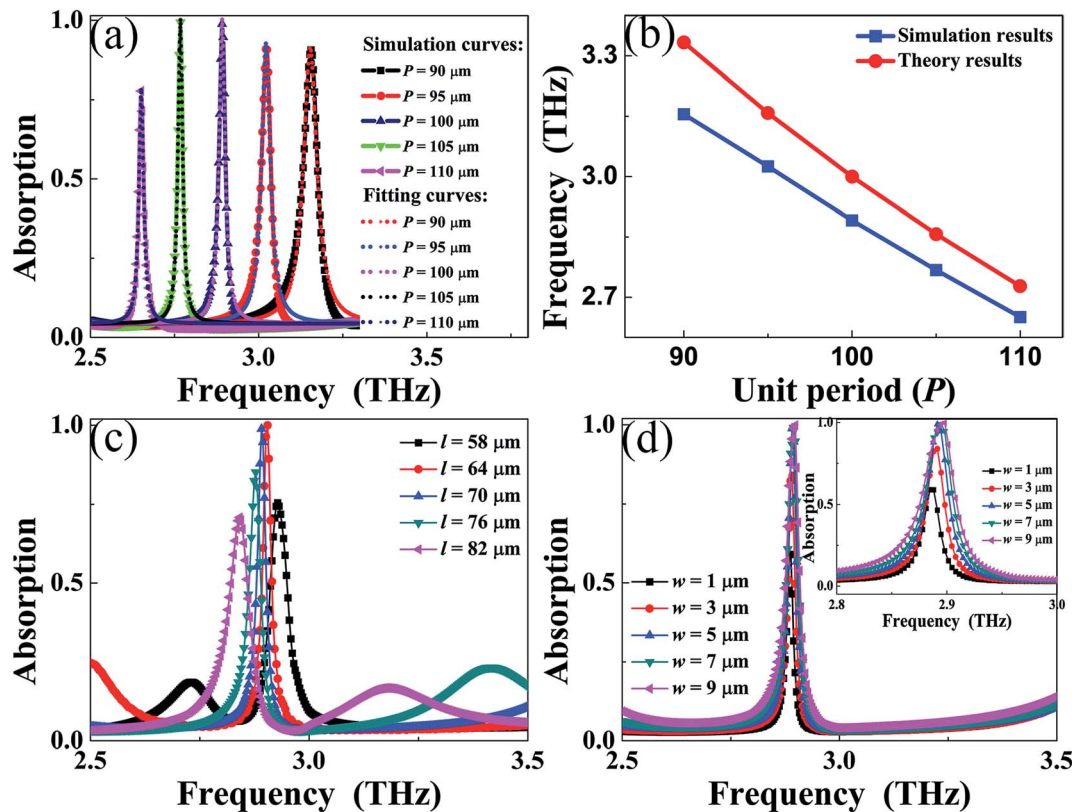 (a)
Absorption
1.0
0.5
0.0
2.5
3.0
3.5
Frequency (THz)
Simulation curves:
P = 90 μm
P = 95 μm
P = 100 μm
P = 105 μm
P = 110 μm
Fitting curves:
P = 90 μm
P = 95 μm
P = 100 μm
P = 105 μm
P = 110 μm
(b)
Frequency (THz)
3.3
3.0
2.7
90
100
110
Unit period (P)
Simulation results
Theory results
(c)
Absorption
1.0
0.5
0.0
2.5
3.0
3.5
Frequency (THz)
l = 58 μm
l = 64 μm
l = 70 μm
l = 76 μm
l = 82 μm
(d)
Absorption
1.0
0.5
0.0
2.5
3.0
3.5
Frequency (THz)
w = 1 μm
w = 3 μm
w = 5 μm
w = 7 μm
w = 9 μm
Absorption
1.0
0.5
0.0
2.8
2.9
3.0
Frequency (THz)
w = 1 μm
w = 3 μm
w = 5 μm
w = 7 μm
w = 9 μm